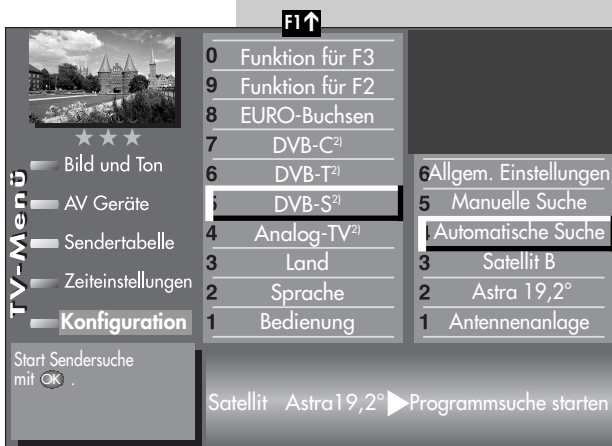 F1↑
TV-Menü
Bild und Ton
AV Geräte
Sendertabelle
Zeiteinstellungen
Konfiguration
0 Funktion für F3
9 Funktion für F2
8 EURO-Buchsen
7 DVB-C2)
6 DVB-T2)
5 DVB-S2)
4 Analog-TV2)
3 Land
2 Sprache
1 Bedienung
6 Allgem. Einstellungen
5 Manuelle Suche
4 Automatische Suche
3 Satellit B
2 Astra 19,2°
1 Antennenanlage
Start Sendersuche
mit OK .
Satellit Astra19,2° ▶Programmsuche starten